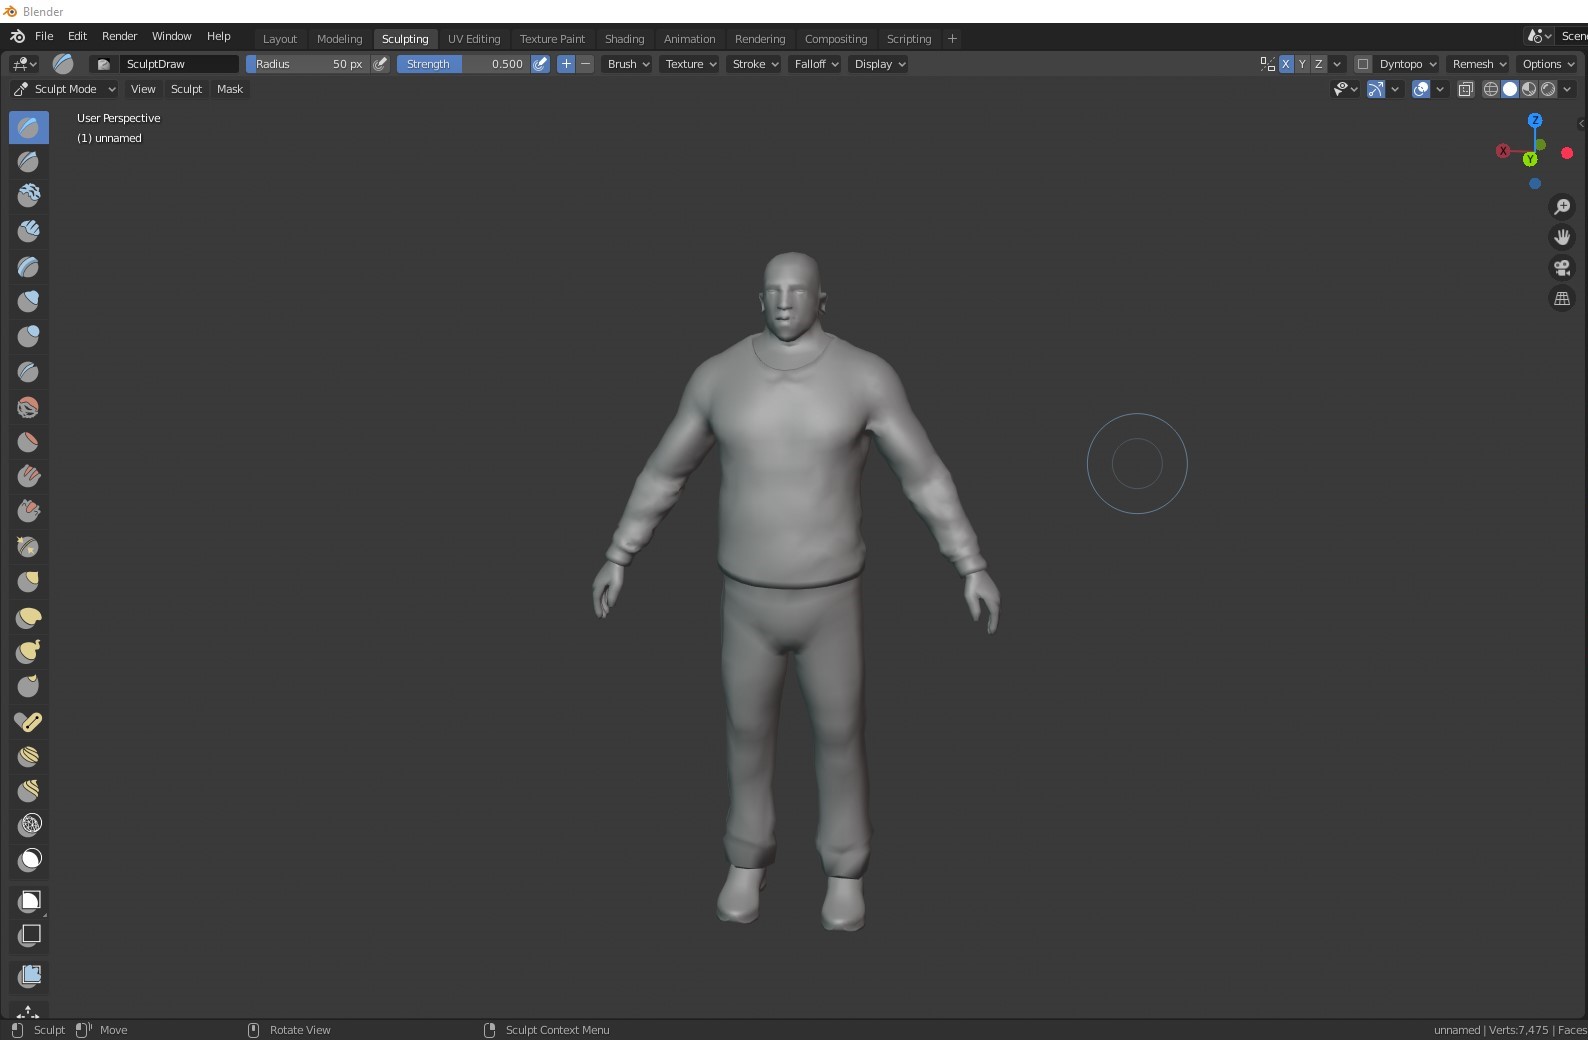 Blender
File Edit Render Window Help Layout Modeling Sculpting UV Editing Texture Paint Shading Animation Rendering Compositing Scripting + Scene
SculptDraw Radius 50 px Strength 0.500 + − Brush Texture Stroke Falloff Display X Y Z Dyntopo Remesh Options
Sculpt Mode View Sculpt Mask
User Perspective
(1) unnamed
Z
X
Y
Sculpt Move Rotate View Sculpt Context Menu unnamed | Verts:7,475 | Faces